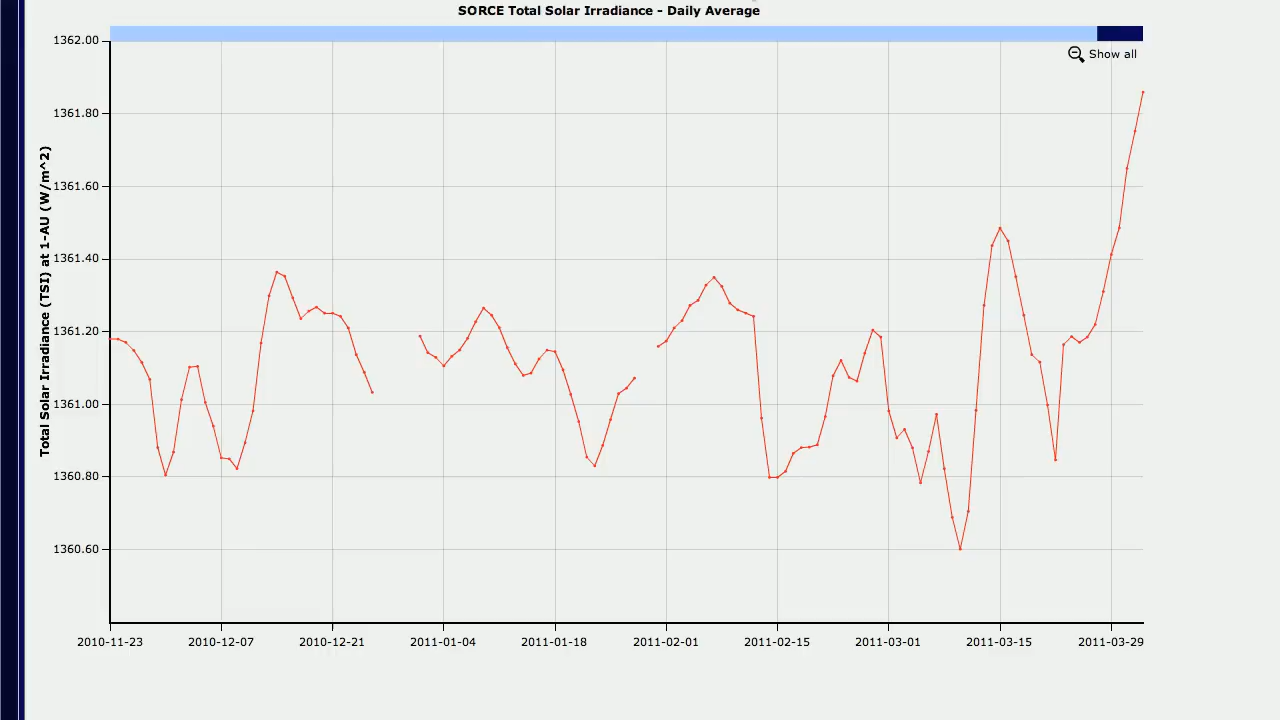 SORCE Total Solar Irradiance - Daily Average
Show all
Total Solar Irradiance (TSI) at 1-AU (W/m^2)
1362.00
1361.80
1361.60
1361.40
1361.20
1361.00
1360.80
1360.60
2010-11-23 2010-12-07 2010-12-21 2011-01-04 2011-01-18 2011-02-01 2011-02-15 2011-03-01 2011-03-15 2011-03-29